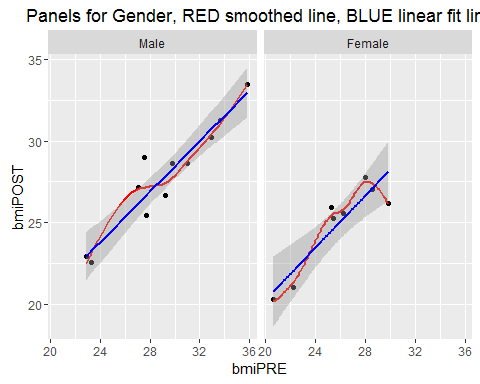 Panels for Gender, RED smoothed line, BLUE linear fit lin
Male
Female
35
30
25
20
bmiPOST
20
24
28
32
36
20
24
28
32
36
bmiPRE